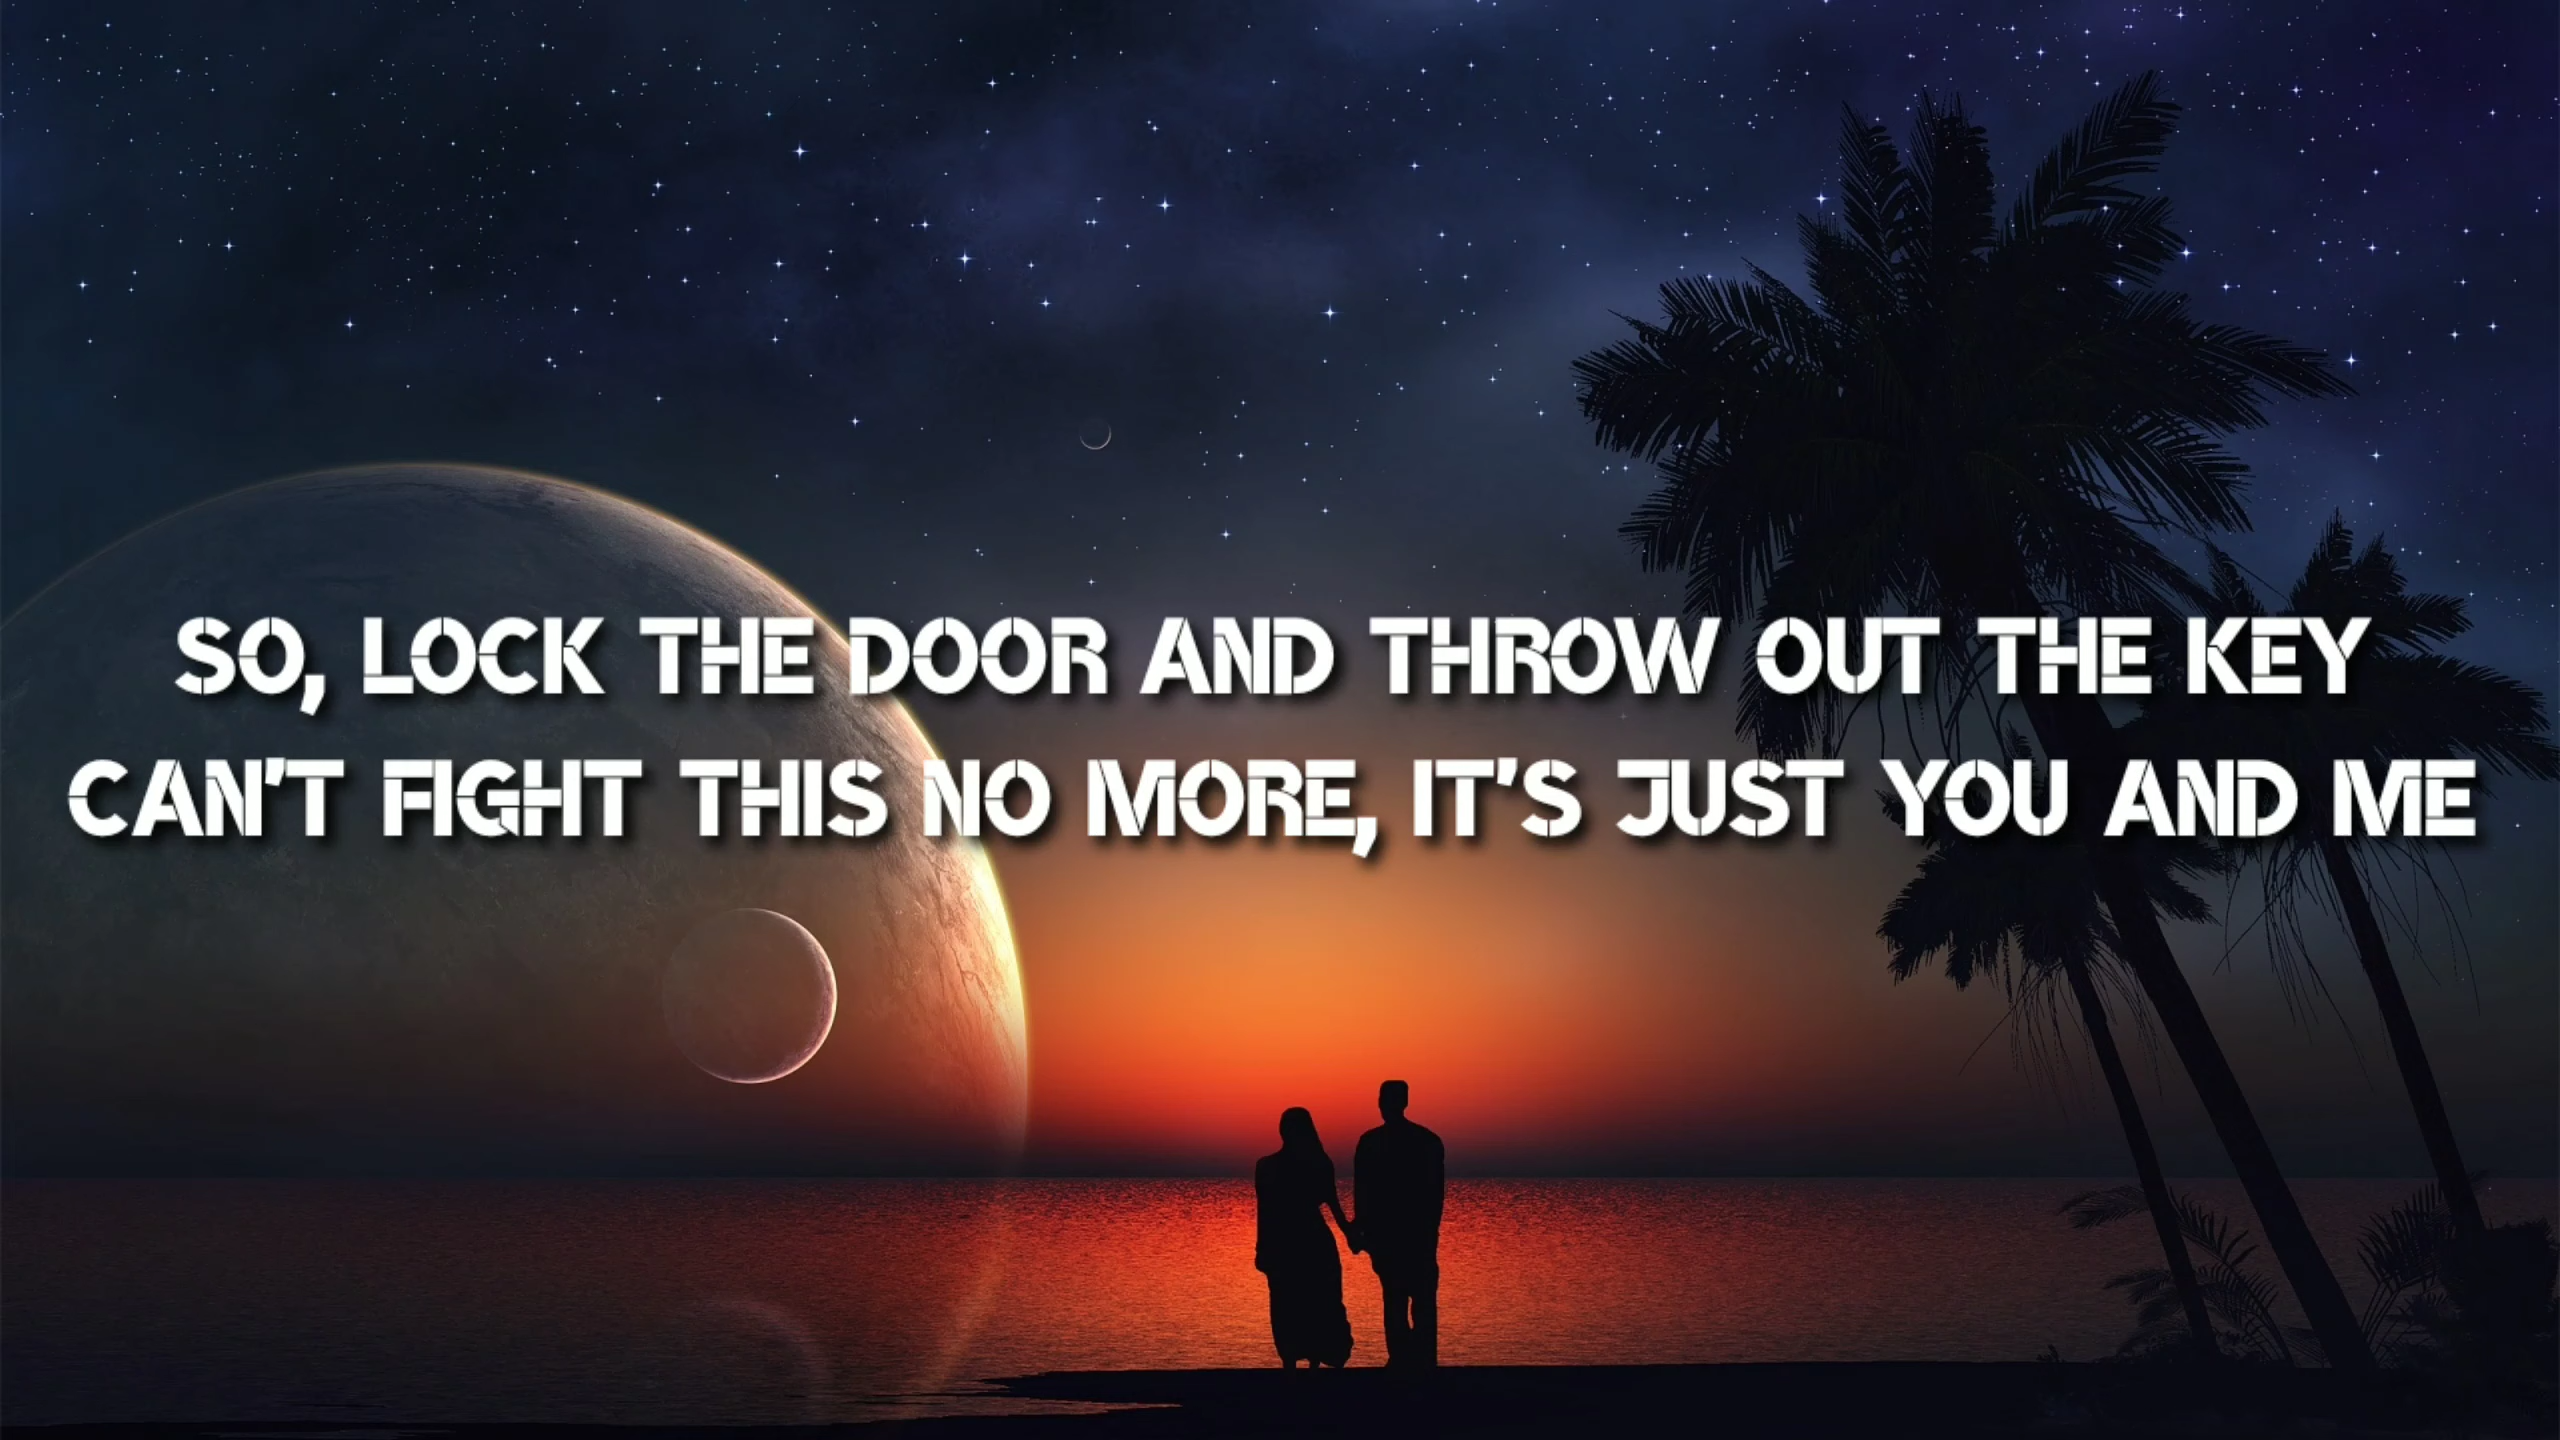 SO, LOCK THE DOOR AND THROW OUT THE KEY
CAN'T FIGHT THIS NO MORE, IT'S JUST YOU AND ME